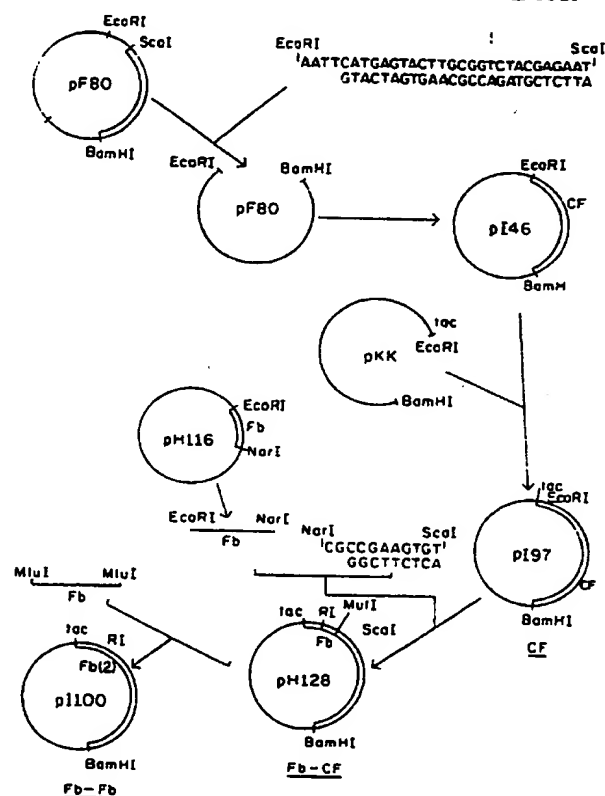 EcoRI
ScaI
pF80
BamHI
EcoRI
ScaI
AATTCATGAGTACTTGCGGTCTACGAGAAT
GTACTAGTGAACGCCAGATGCTCTTA
EcoRI
BamHI
pF80
EcoRI
CF
pI46
BamH
tac
EcoRI
pKK
BamHI
EcoRI
Fb
pH116
NarI
EcoRI
NarI
Fb
NarI
ScaI
CGCCGAAGTGT
GGCTTCTCA
tac
EcoRI
pI97
CF
BamHI
CF
MluI
MluI
Fb
tac
RI
Fb(2)
pI100
BamHI
Fb-Fb
tac
RI
MutI
Fb
ScaI
pH128
BamHI
Fb-CF